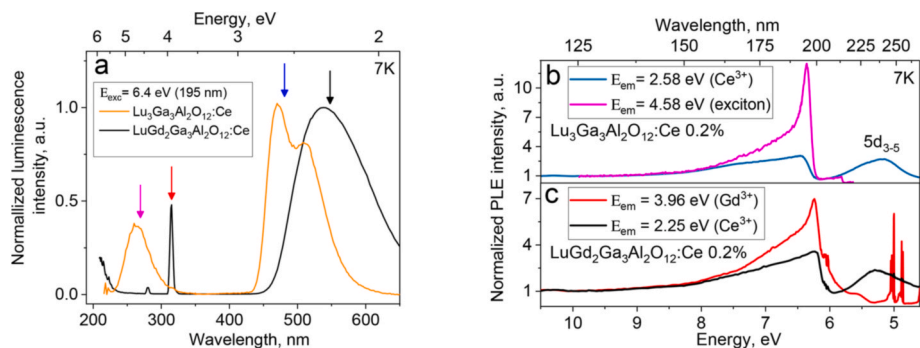 Energy, eV
6 5 4 3 2
a
7K
E_exc= 6.4 eV (195 nm)
Lu₃Ga₃Al₂O₁₂:Ce
LuGd₂Ga₃Al₂O₁₂:Ce
Normalized luminescence
intensity, a.u.
1.0
0.5
0.0
200 300 400 500 600
Wavelength, nm
Wavelength, nm
125 150 175 200 225 250
b
7K
E_em = 2.58 eV (Ce³⁺)
E_em = 4.58 eV (exciton)
Lu₃Ga₃Al₂O₁₂:Ce 0.2%
5d₃₋₅
10
4
1
c
E_em = 3.96 eV (Gd³⁺)
E_em = 2.25 eV (Ce³⁺)
LuGd₂Ga₃Al₂O₁₂:Ce 0.2%
7
4
1
Normalized PLE intensity, a.u.
10 9 8 7 6 5
Energy, eV